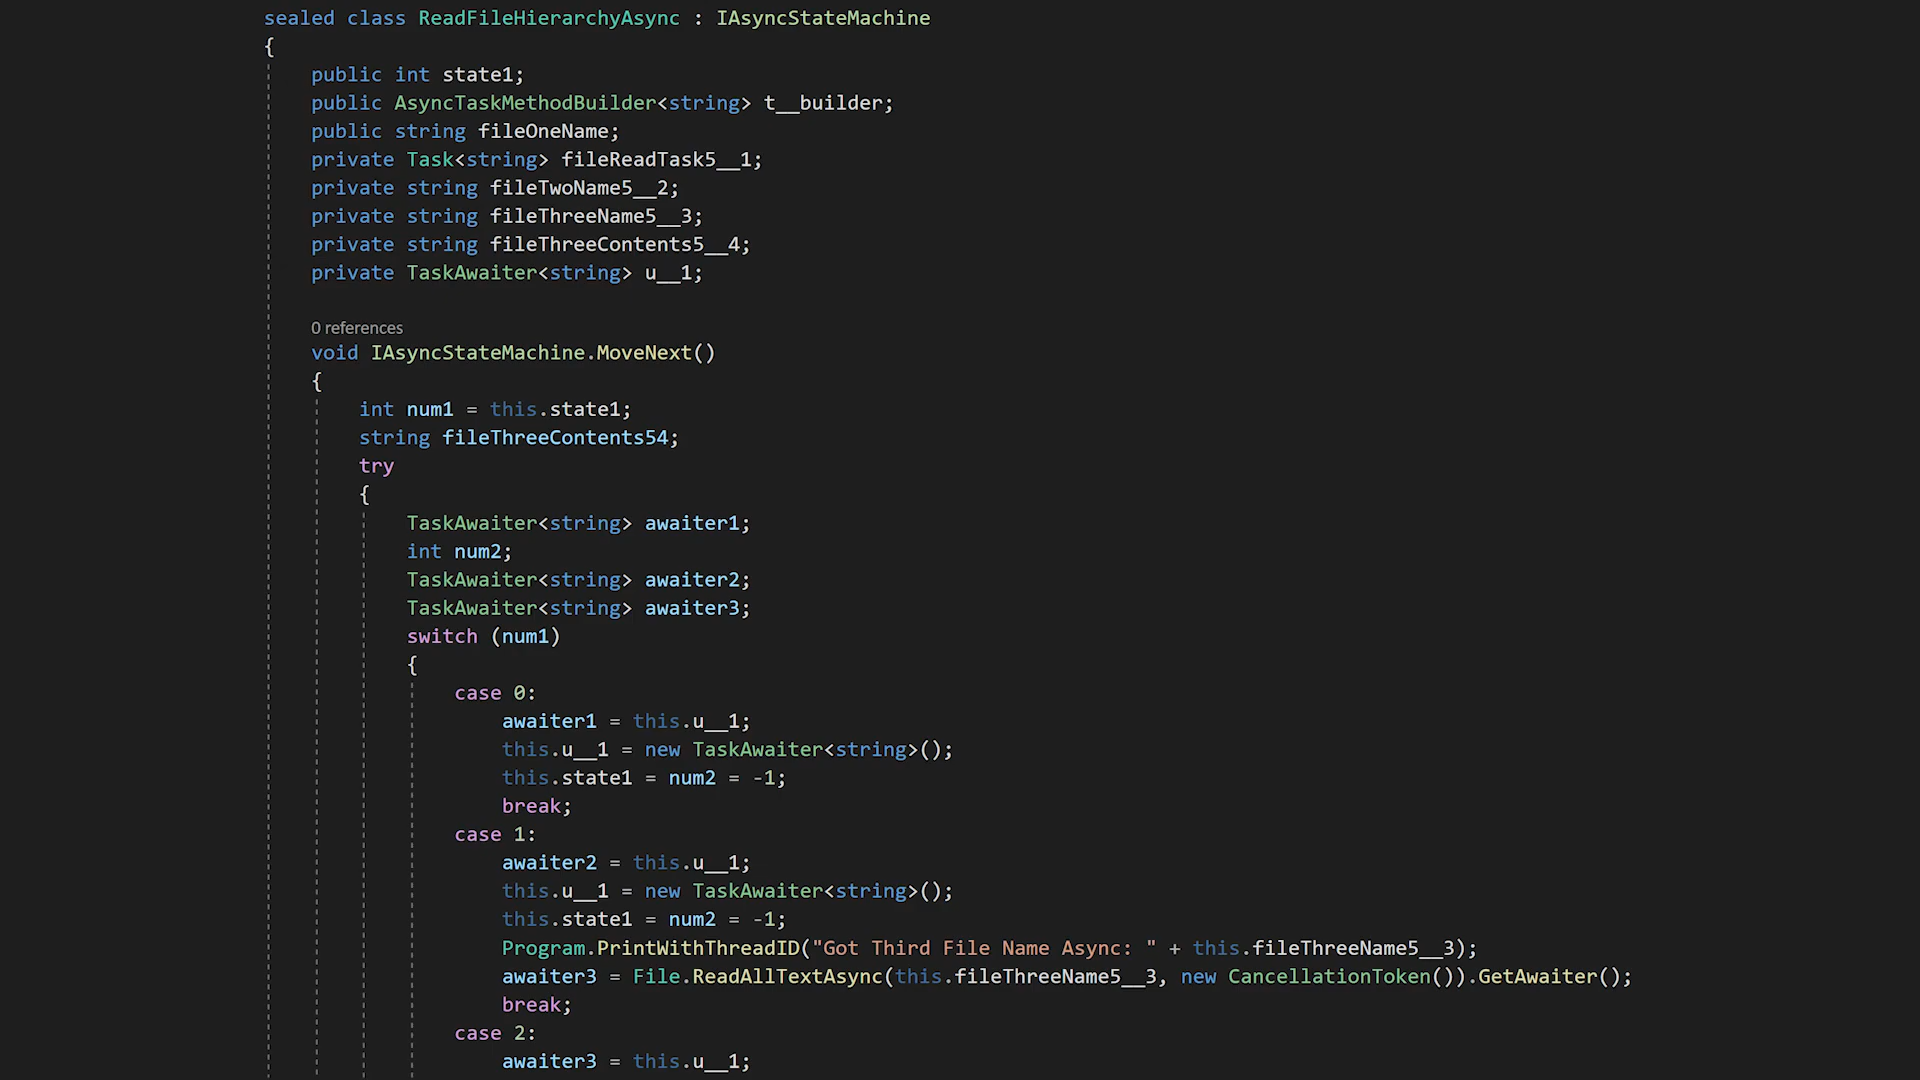 sealed class ReadFileHierarchyAsync : IAsyncStateMachine
{
public int state1;
public AsyncTaskMethodBuilder<string> t__builder;
public string fileOneName;
private Task<string> fileReadTask5__1;
private string fileTwoName5__2;
private string fileThreeName5__3;
private string fileThreeContents5__4;
private TaskAwaiter<string> u__1;
0 references
void IAsyncStateMachine.MoveNext()
{
int num1 = this.state1;
string fileThreeContents54;
try
{
TaskAwaiter<string> awaiter1;
int num2;
TaskAwaiter<string> awaiter2;
TaskAwaiter<string> awaiter3;
switch (num1)
{
case 0:
awaiter1 = this.u__1;
this.u__1 = new TaskAwaiter<string>();
this.state1 = num2 = -1;
break;
case 1:
awaiter2 = this.u__1;
this.u__1 = new TaskAwaiter<string>();
this.state1 = num2 = -1;
Program.PrintWithThreadID("Got Third File Name Async: " + this.fileThreeName5__3);
awaiter3 = File.ReadAllTextAsync(this.fileThreeName5__3, new CancellationToken()).GetAwaiter();
break;
case 2:
awaiter3 = this.u__1;